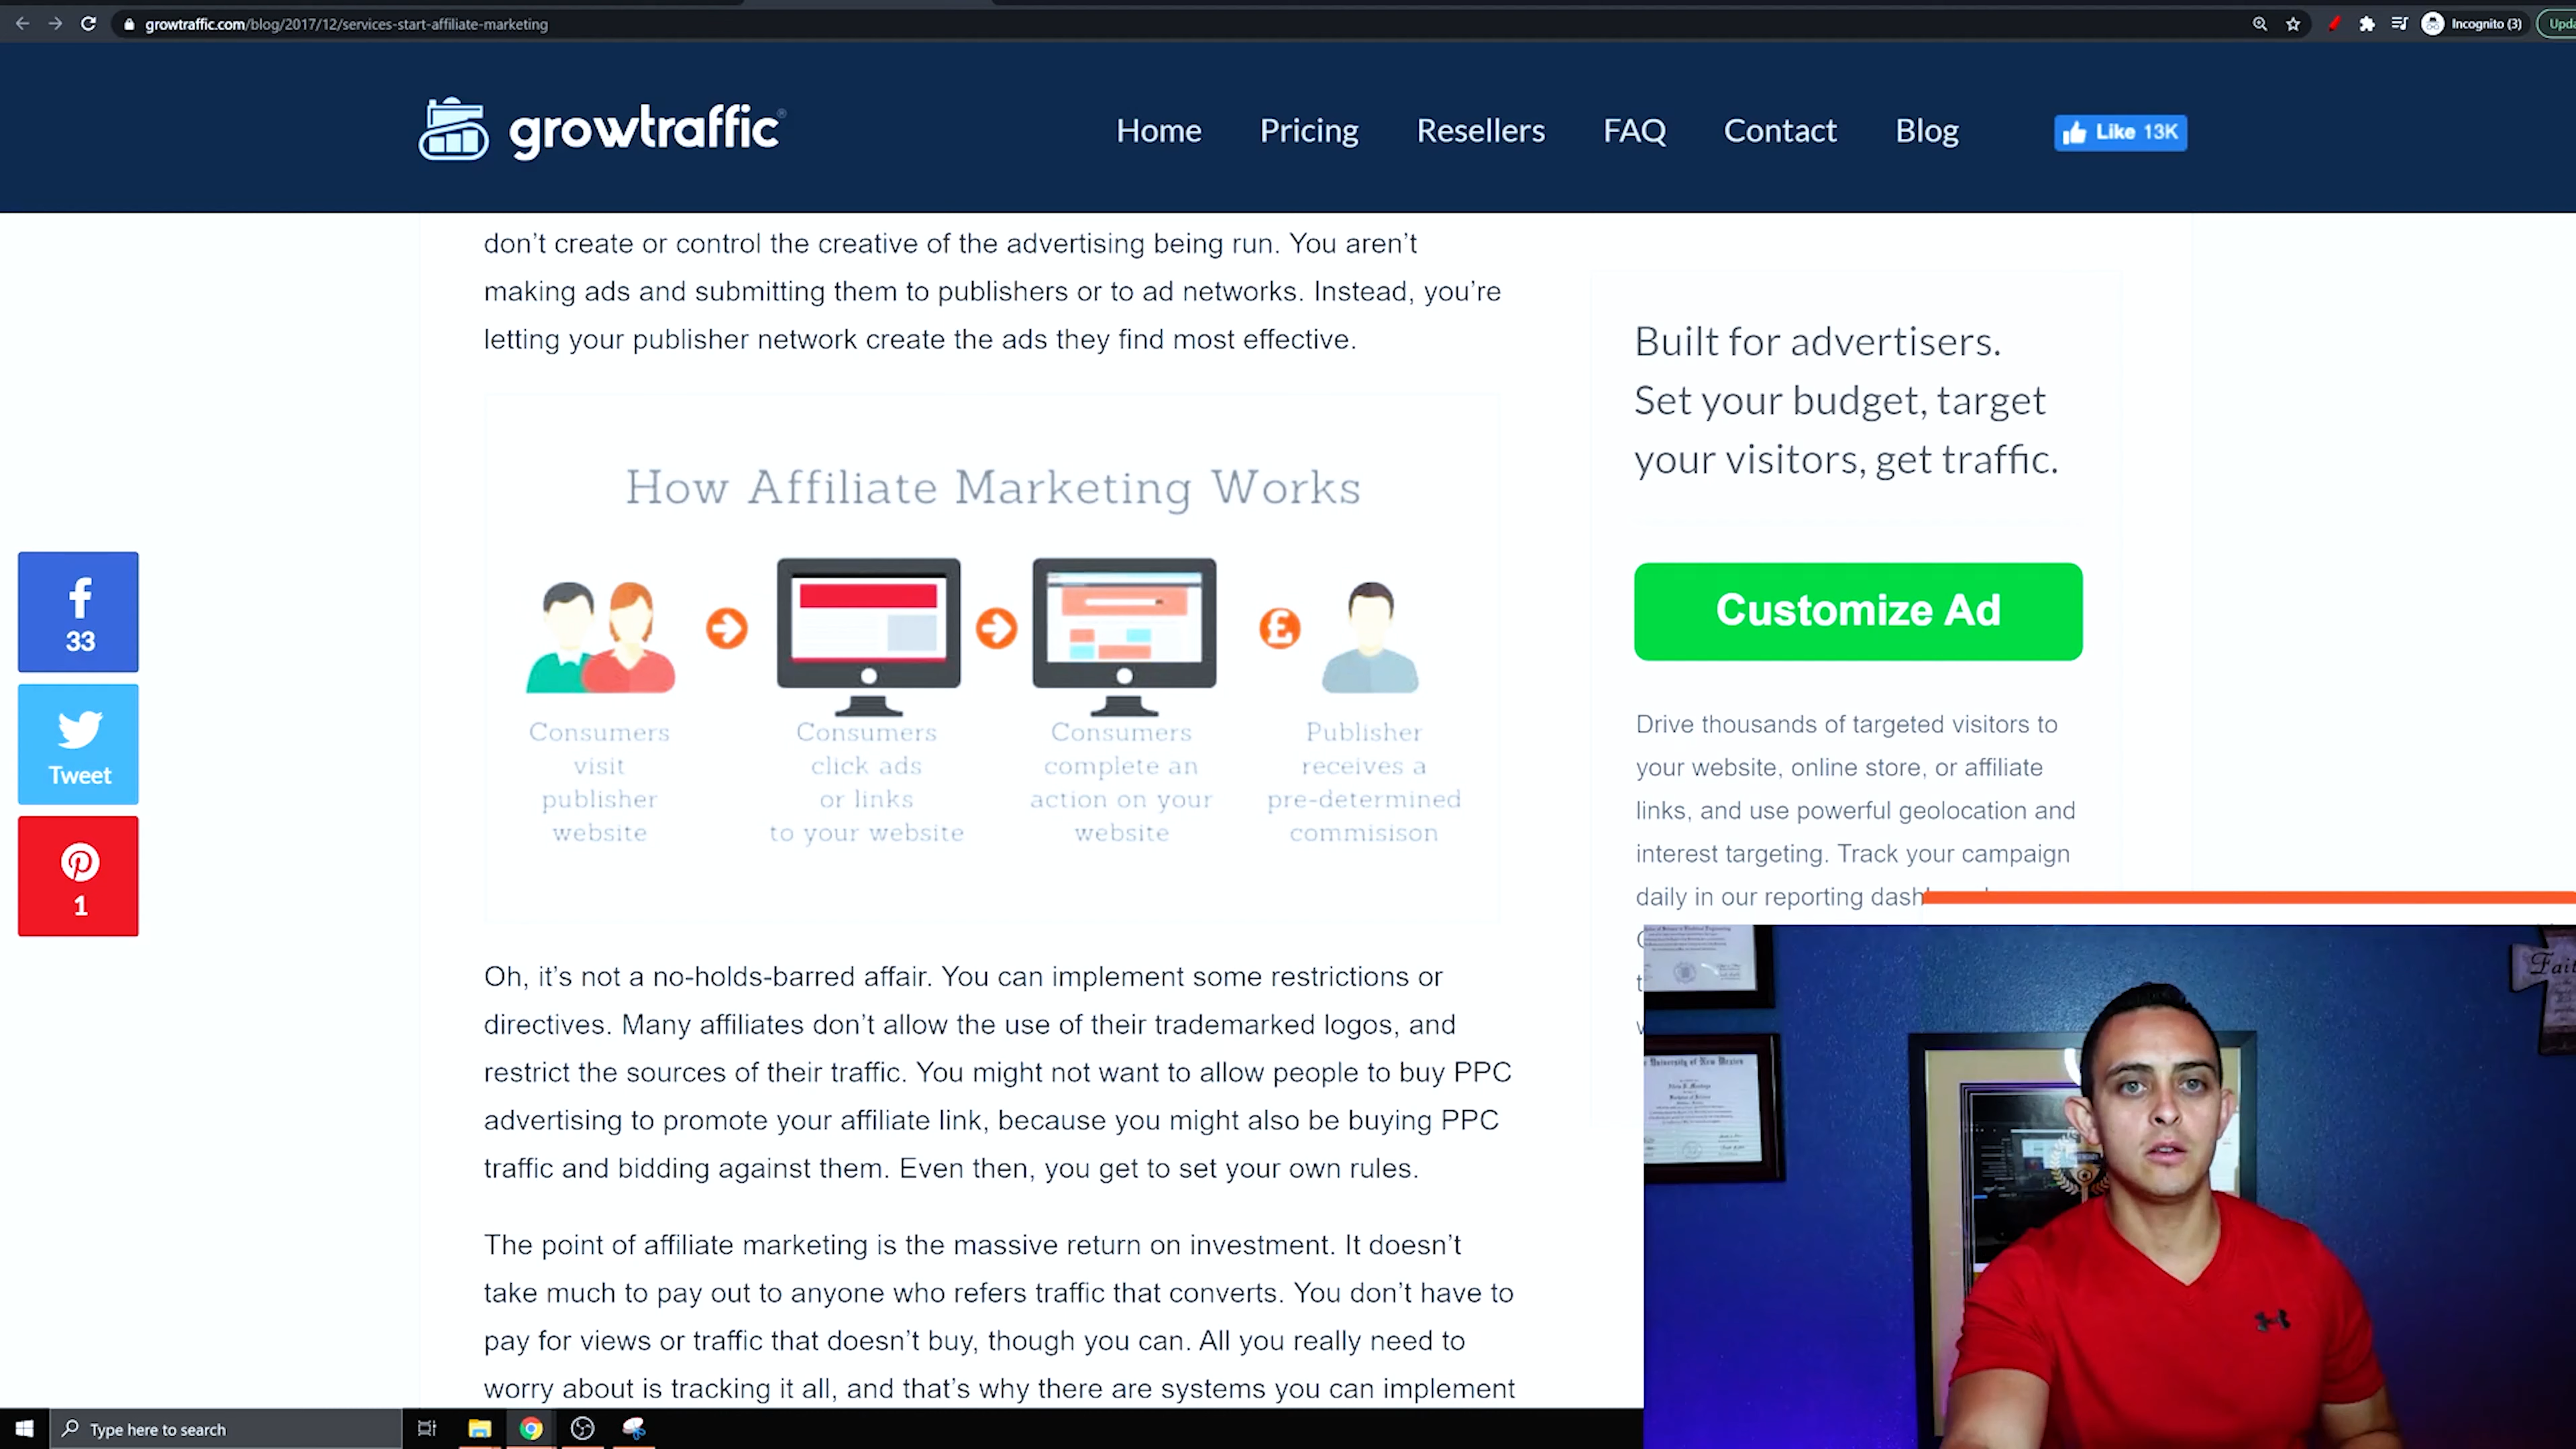 growtraffic.com/blog/2017/12/services-start-affiliate-marketing
Incognito (3)
growtraffic
Home
Pricing
Resellers
FAQ
Contact
Blog
Like 13K
don't create or control the creative of the advertising being run. You aren't
making ads and submitting them to publishers or to ad networks. Instead, you're
letting your publisher network create the ads they find most effective.
How Affiliate Marketing Works
Consumers
visit
publisher
website
Consumers
click ads
or links
to your website
Consumers
complete an
action on your
website
£
Publisher
receives a
pre-determined
commisison
33
Tweet
1
Oh, it's not a no-holds-barred affair. You can implement some restrictions or
directives. Many affiliates don't allow the use of their trademarked logos, and
restrict the sources of their traffic. You might not want to allow people to buy PPC
advertising to promote your affiliate link, because you might also be buying PPC
traffic and bidding against them. Even then, you get to set your own rules.
The point of affiliate marketing is the massive return on investment. It doesn't
take much to pay out to anyone who refers traffic that converts. You don't have to
pay for views or traffic that doesn't buy, though you can. All you really need to
worry about is tracking it all, and that's why there are systems you can implement
Built for advertisers.
Set your budget, target
your visitors, get traffic.
Customize Ad
Drive thousands of targeted visitors to
your website, online store, or affiliate
links, and use powerful geolocation and
interest targeting. Track your campaign
daily in our reporting
University of New Mexico
Type here to search